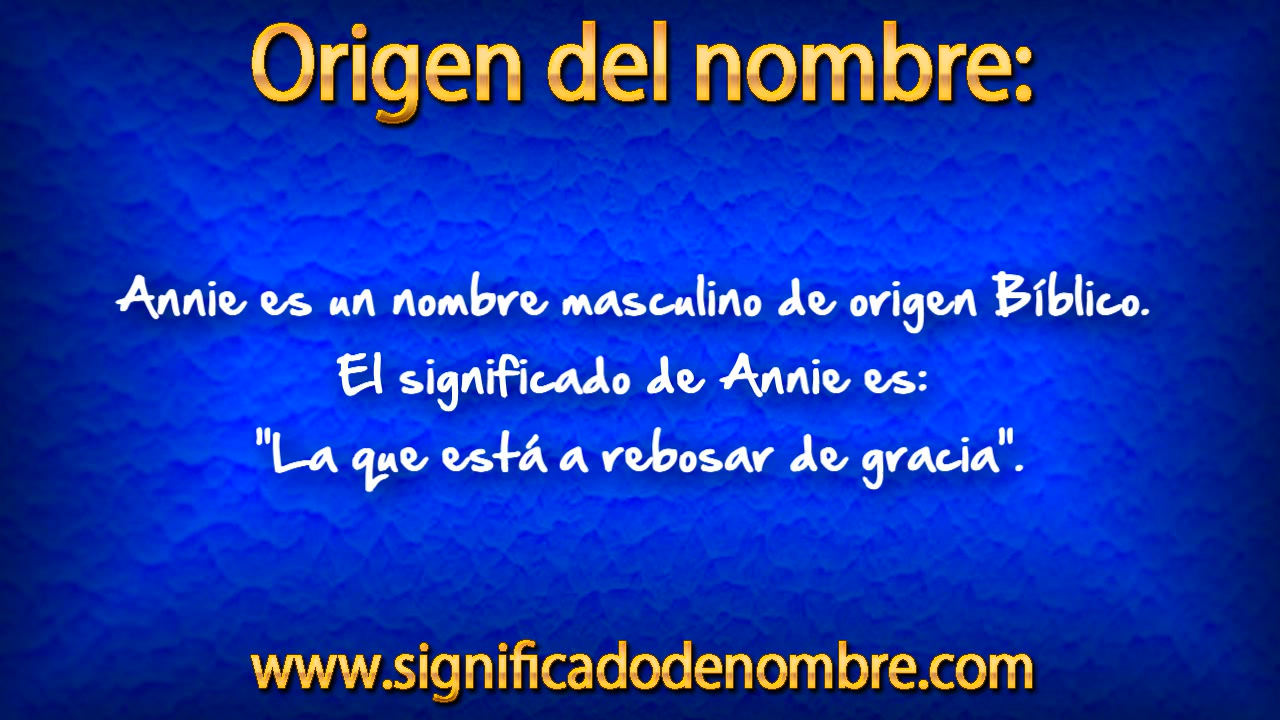 Origen del nombre:
Annie es un nombre masculino de origen Bíblico.
El significado de Annie es:
"La que está a rebosar de gracia".
www.significadodenombre.com